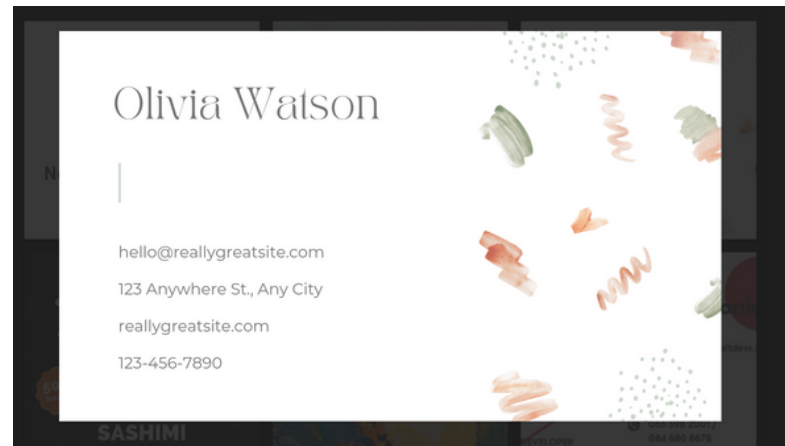 Olivia Watson
hello@reallygreatsite.com
123 Anywhere St., Any City
reallygreatsite.com
123-456-7890
SASHIMI